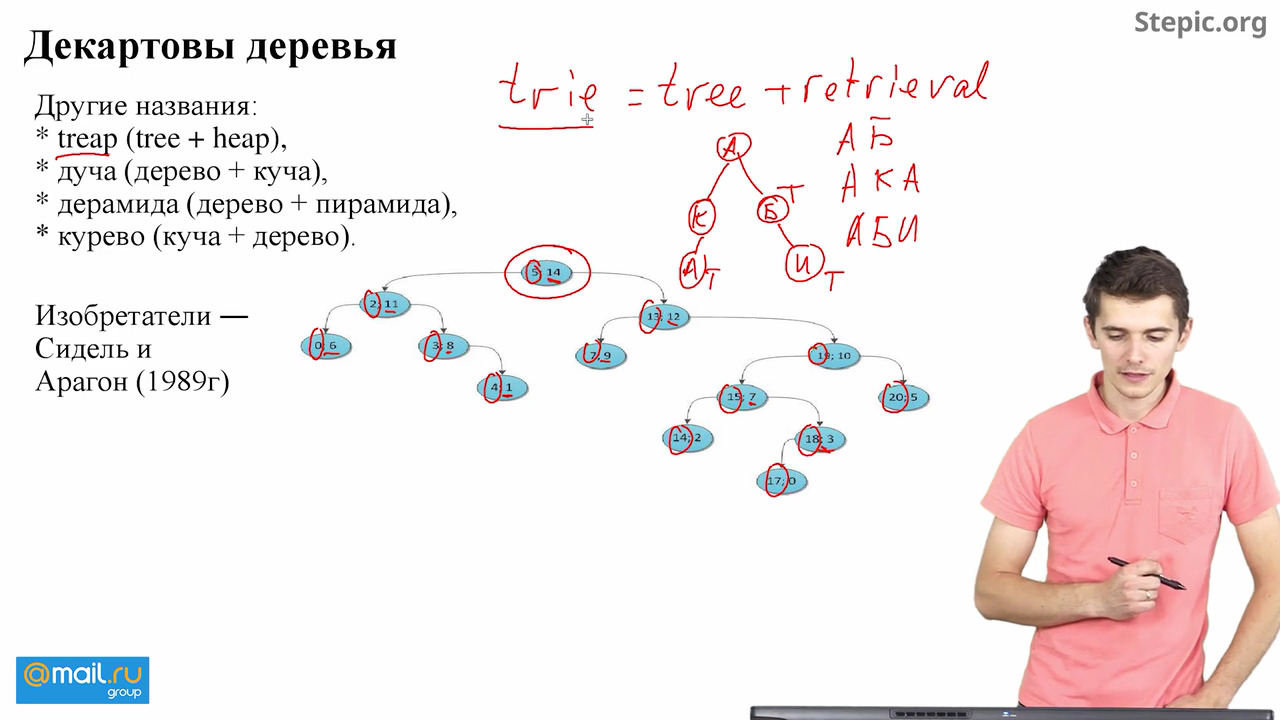 Stepic.org
Декартовы деревья
Другие названия:
* treap (tree + heap),
* дуча (дерево + куча),
* дерамида (дерево + пирамида),
* курево (куча + дерево).
Изобретатели —
Сидель и
Арагон (1989г)
trie = tree + retrieval
А
К
Б Т
А Т
И Т
А Б
А К А
А Б И
5; 14
2; 11
13; 12
0; 6
3; 8
7; 9
19; 10
4; 1
15; 7
20; 5
14; 2
18; 3
17; 0
@mail.ru
group